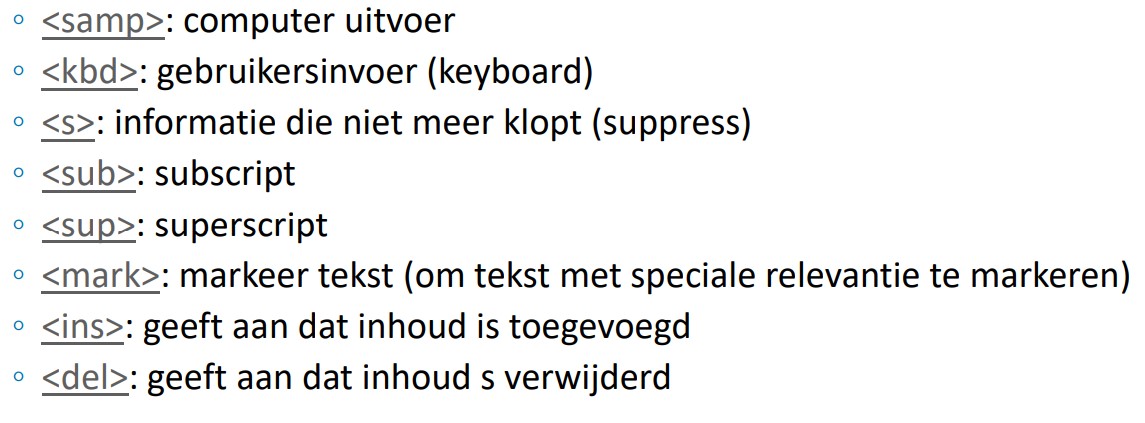 ◦ <samp>: computer uitvoer
◦ <kbd>: gebruikersinvoer (keyboard)
◦ <s>: informatie die niet meer klopt (suppress)
◦ <sub>: subscript
◦ <sup>: superscript
◦ <mark>: markeer tekst (om tekst met speciale relevantie te markeren)
◦ <ins>: geeft aan dat inhoud is toegevoegd
◦ <del>: geeft aan dat inhoud s verwijderd